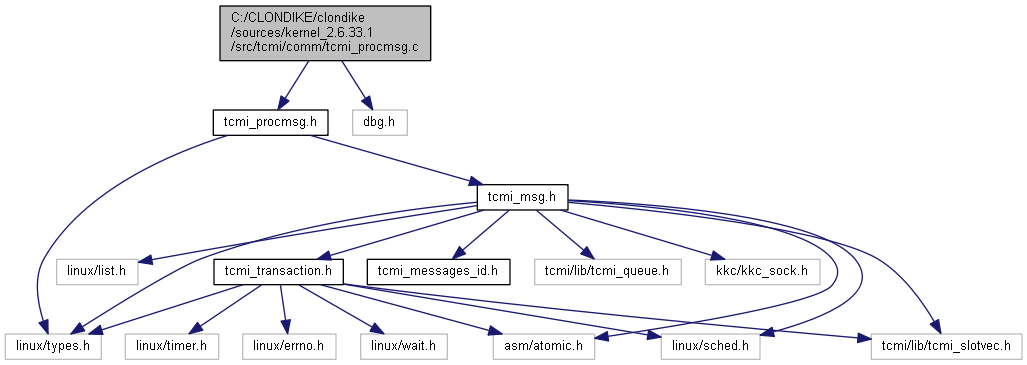 C:/CLONDIKE/clondike
/sources/kernel_2.6.33.1
/src/tcmi/comm/tcmi_procmsg.c
tcmi_procmsg.h
dbg.h
tcmi_msg.h
linux/list.h
tcmi_transaction.h
tcmi_messages_id.h
tcmi/lib/tcmi_queue.h
kkc/kkc_sock.h
linux/types.h
linux/timer.h
linux/errno.h
linux/wait.h
asm/atomic.h
linux/sched.h
tcmi/lib/tcmi_slotvec.h